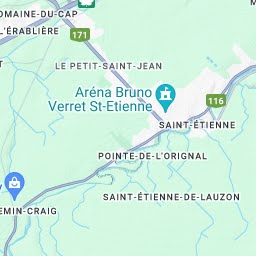 DOMAINE-DU-CAP
L'ÉRABLIÈRE
171
LE PETIT-SAINT-JEAN
Aréna Bruno
Verret St-Etienne
116
SAINT-ÉTIENNE
POINTE-DE-L'ORIGNAL
SAINT-ÉTIENNE-DE-LAUZON
EMIN-CRAIG